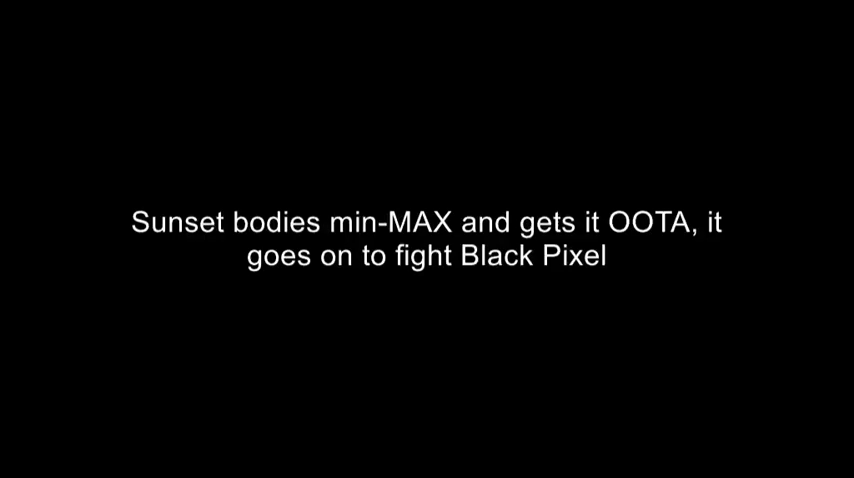 Sunset bodies min-MAX and gets it OOTA, it
goes on to fight Black Pixel